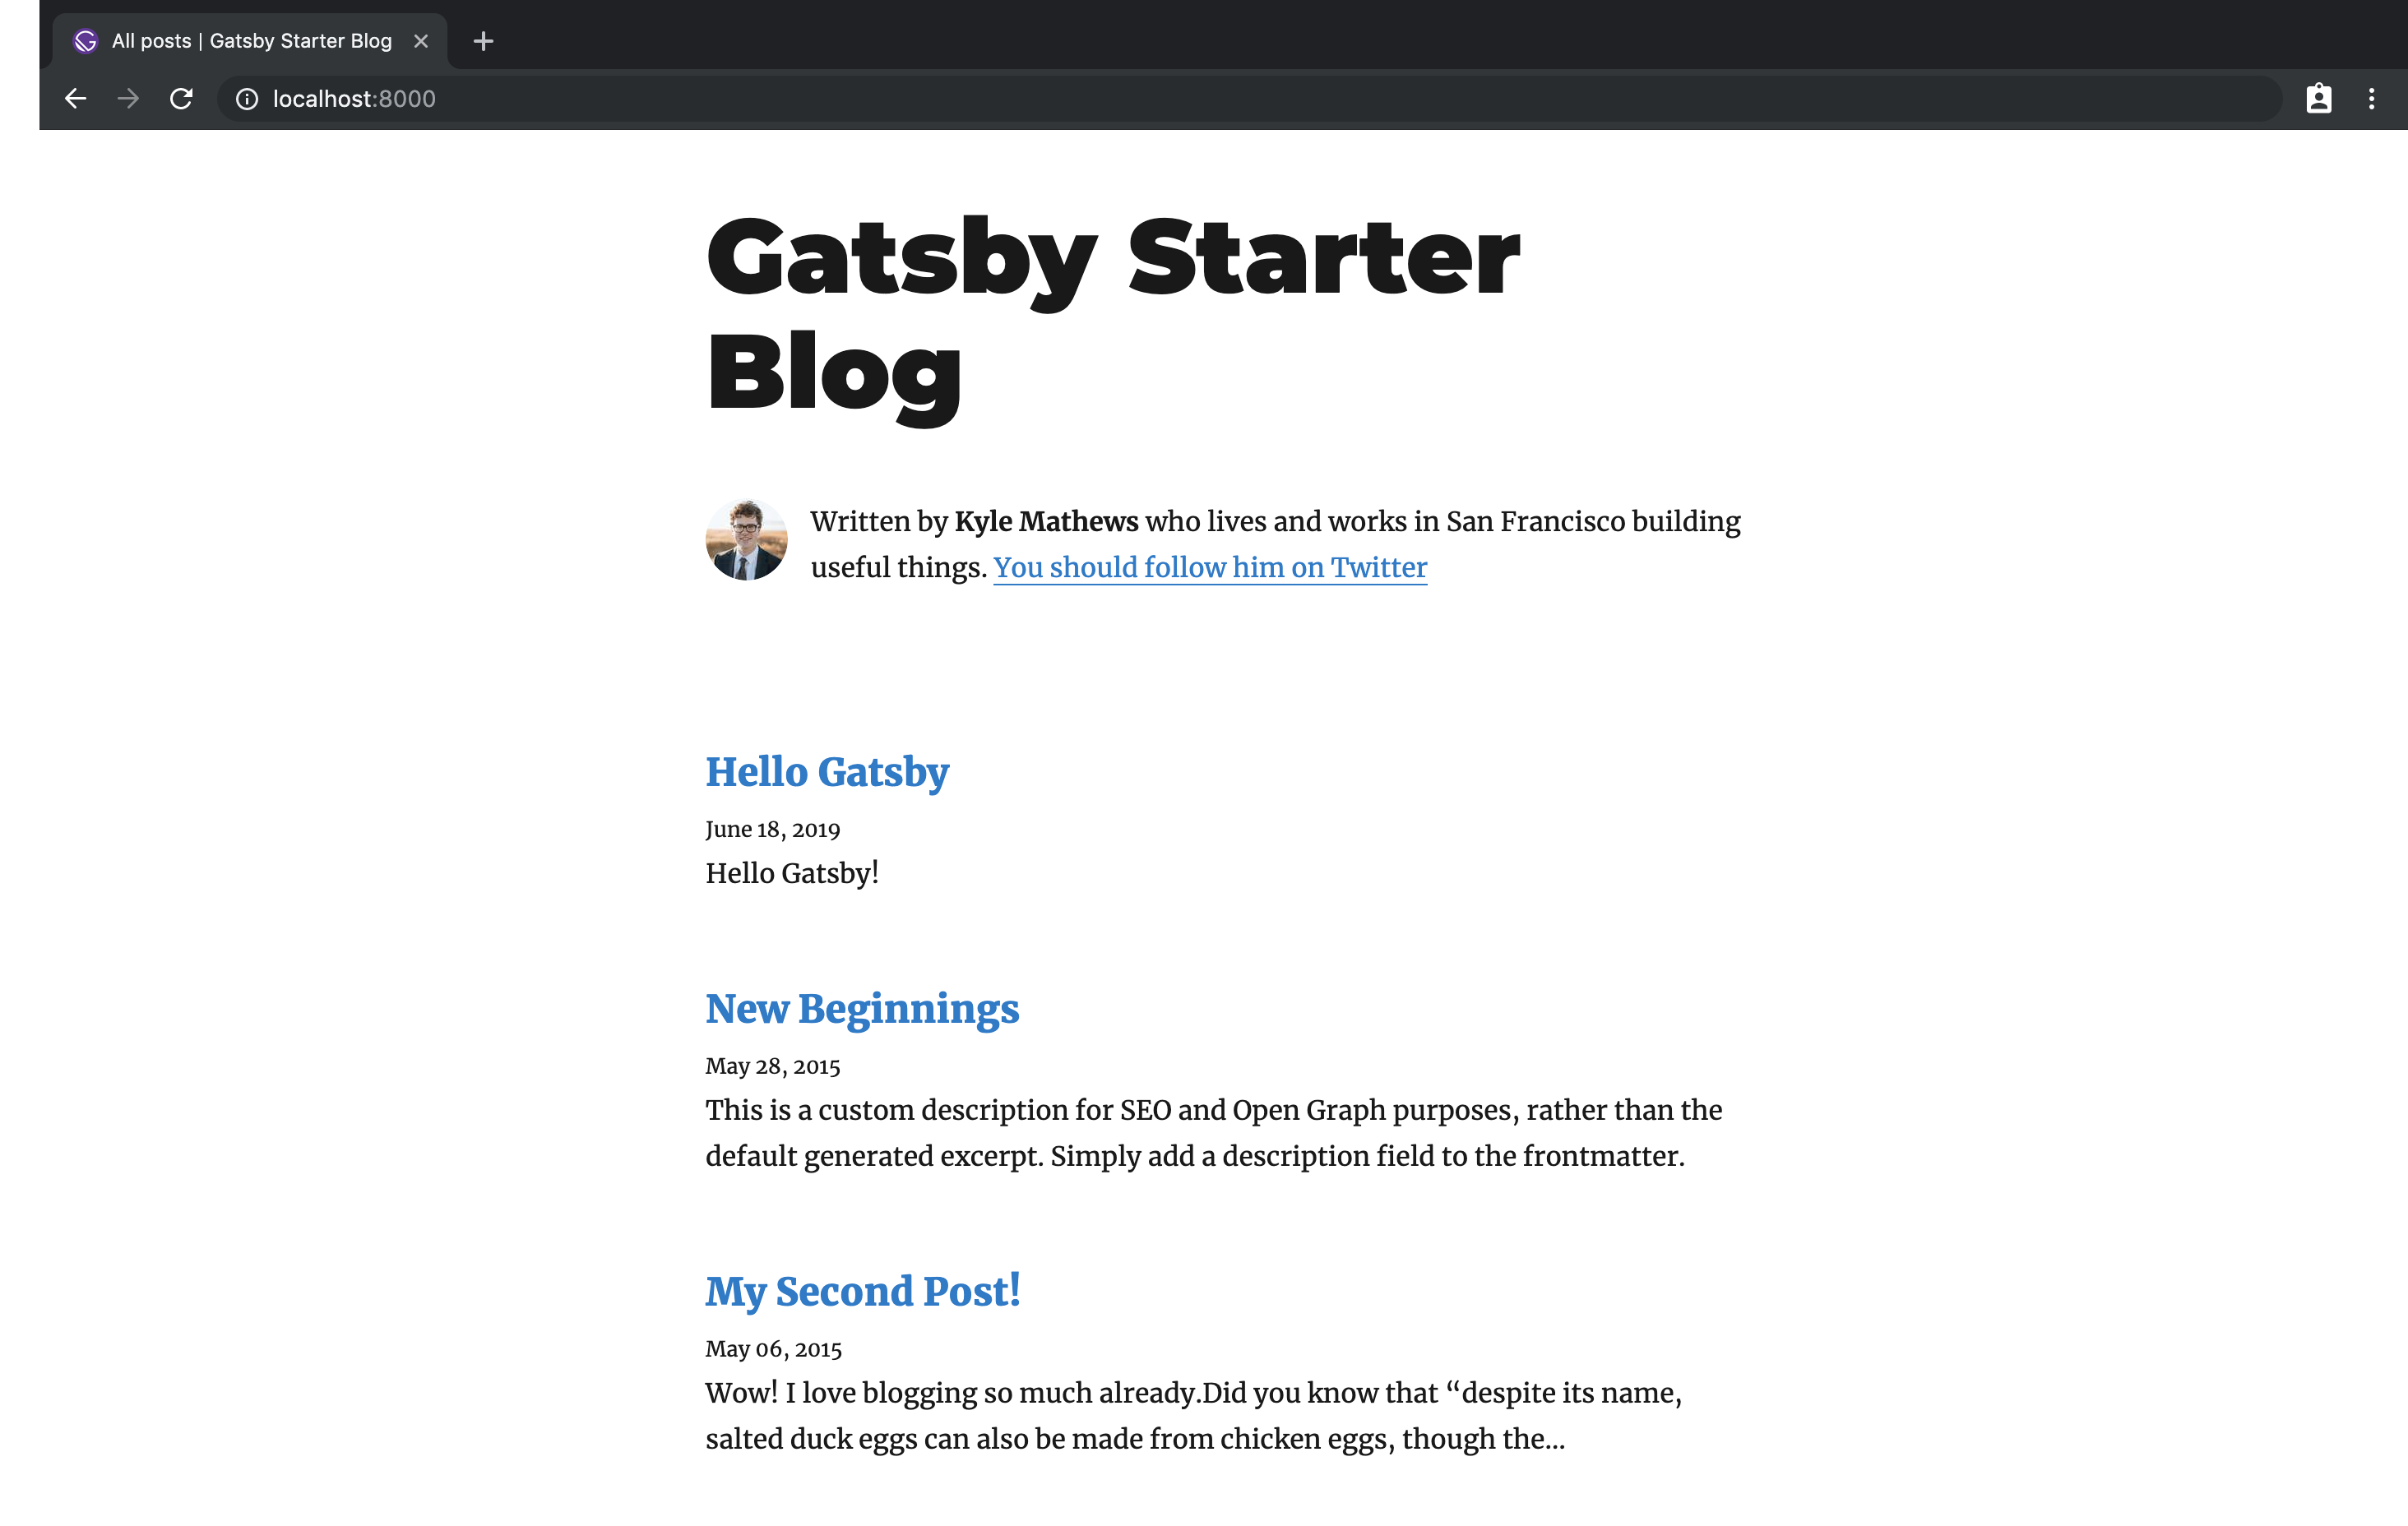 All posts | Gatsby Starter Blog
localhost:8000
Gatsby Starter
Blog
Written by Kyle Mathews who lives and works in San Francisco building
useful things. You should follow him on Twitter
Hello Gatsby
June 18, 2019
Hello Gatsby!
New Beginnings
May 28, 2015
This is a custom description for SEO and Open Graph purposes, rather than the
default generated excerpt. Simply add a description field to the frontmatter.
My Second Post!
May 06, 2015
Wow! I love blogging so much already.Did you know that “despite its name,
salted duck eggs can also be made from chicken eggs, though the…